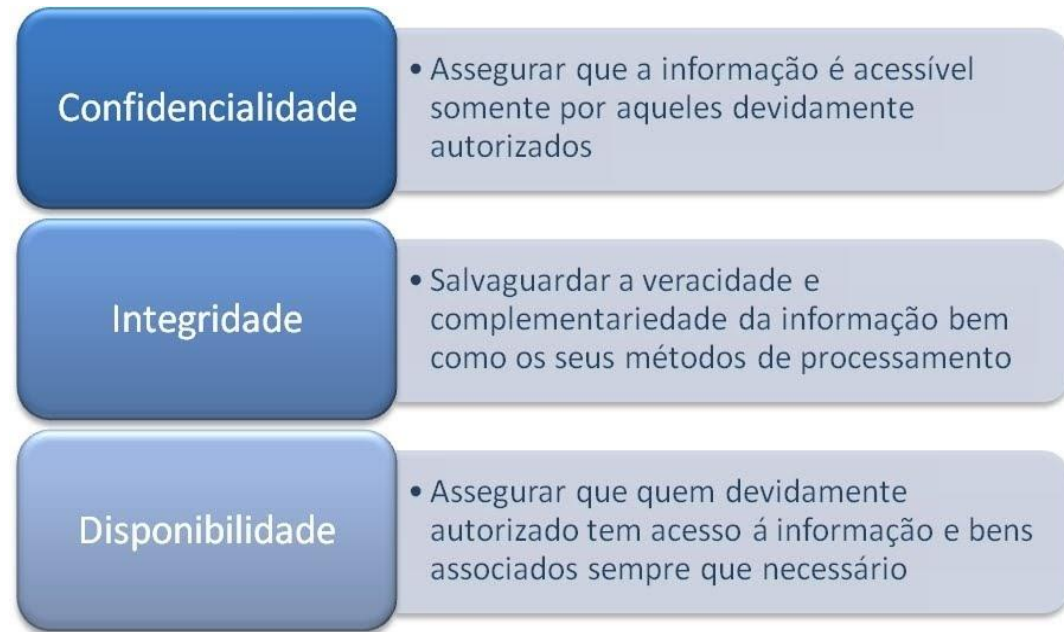 Confidencialidade
• Assegurar que a informação é acessível
somente por aqueles devidamente
autorizados
Integridade
• Salvaguardar a veracidade e
complementariedade da informação bem
como os seus métodos de processamento
Disponibilidade
• Assegurar que quem devidamente
autorizado tem acesso á informação e bens
associados sempre que necessário